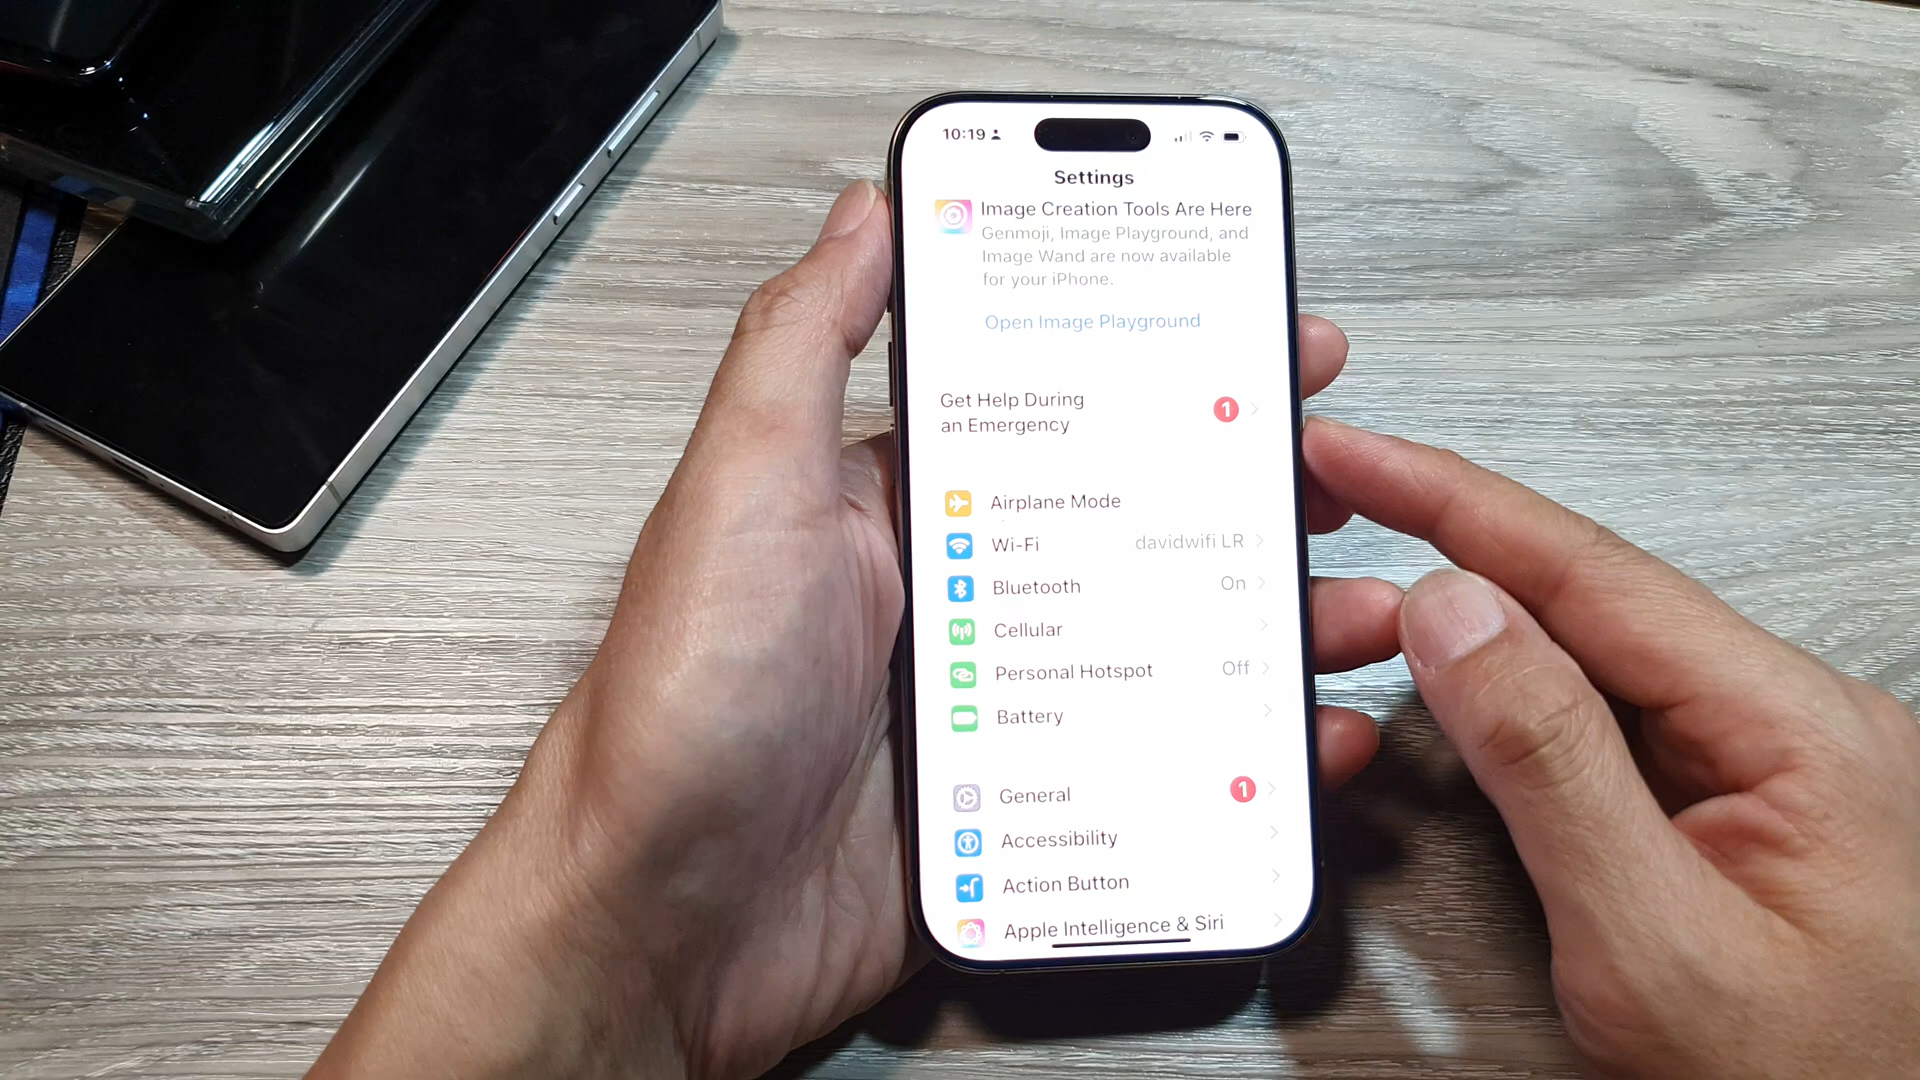 10:19
Settings
Image Creation Tools Are Here
Genmoji, Image Playground, and
Image Wand are now available
for your iPhone.
Open Image Playground
Get Help During
an Emergency
1
Airplane Mode
Wi-Fi davidwifi LR
Bluetooth On
Cellular
Personal Hotspot Off
Battery
General 1
Accessibility
Action Button
Apple Intelligence & Siri